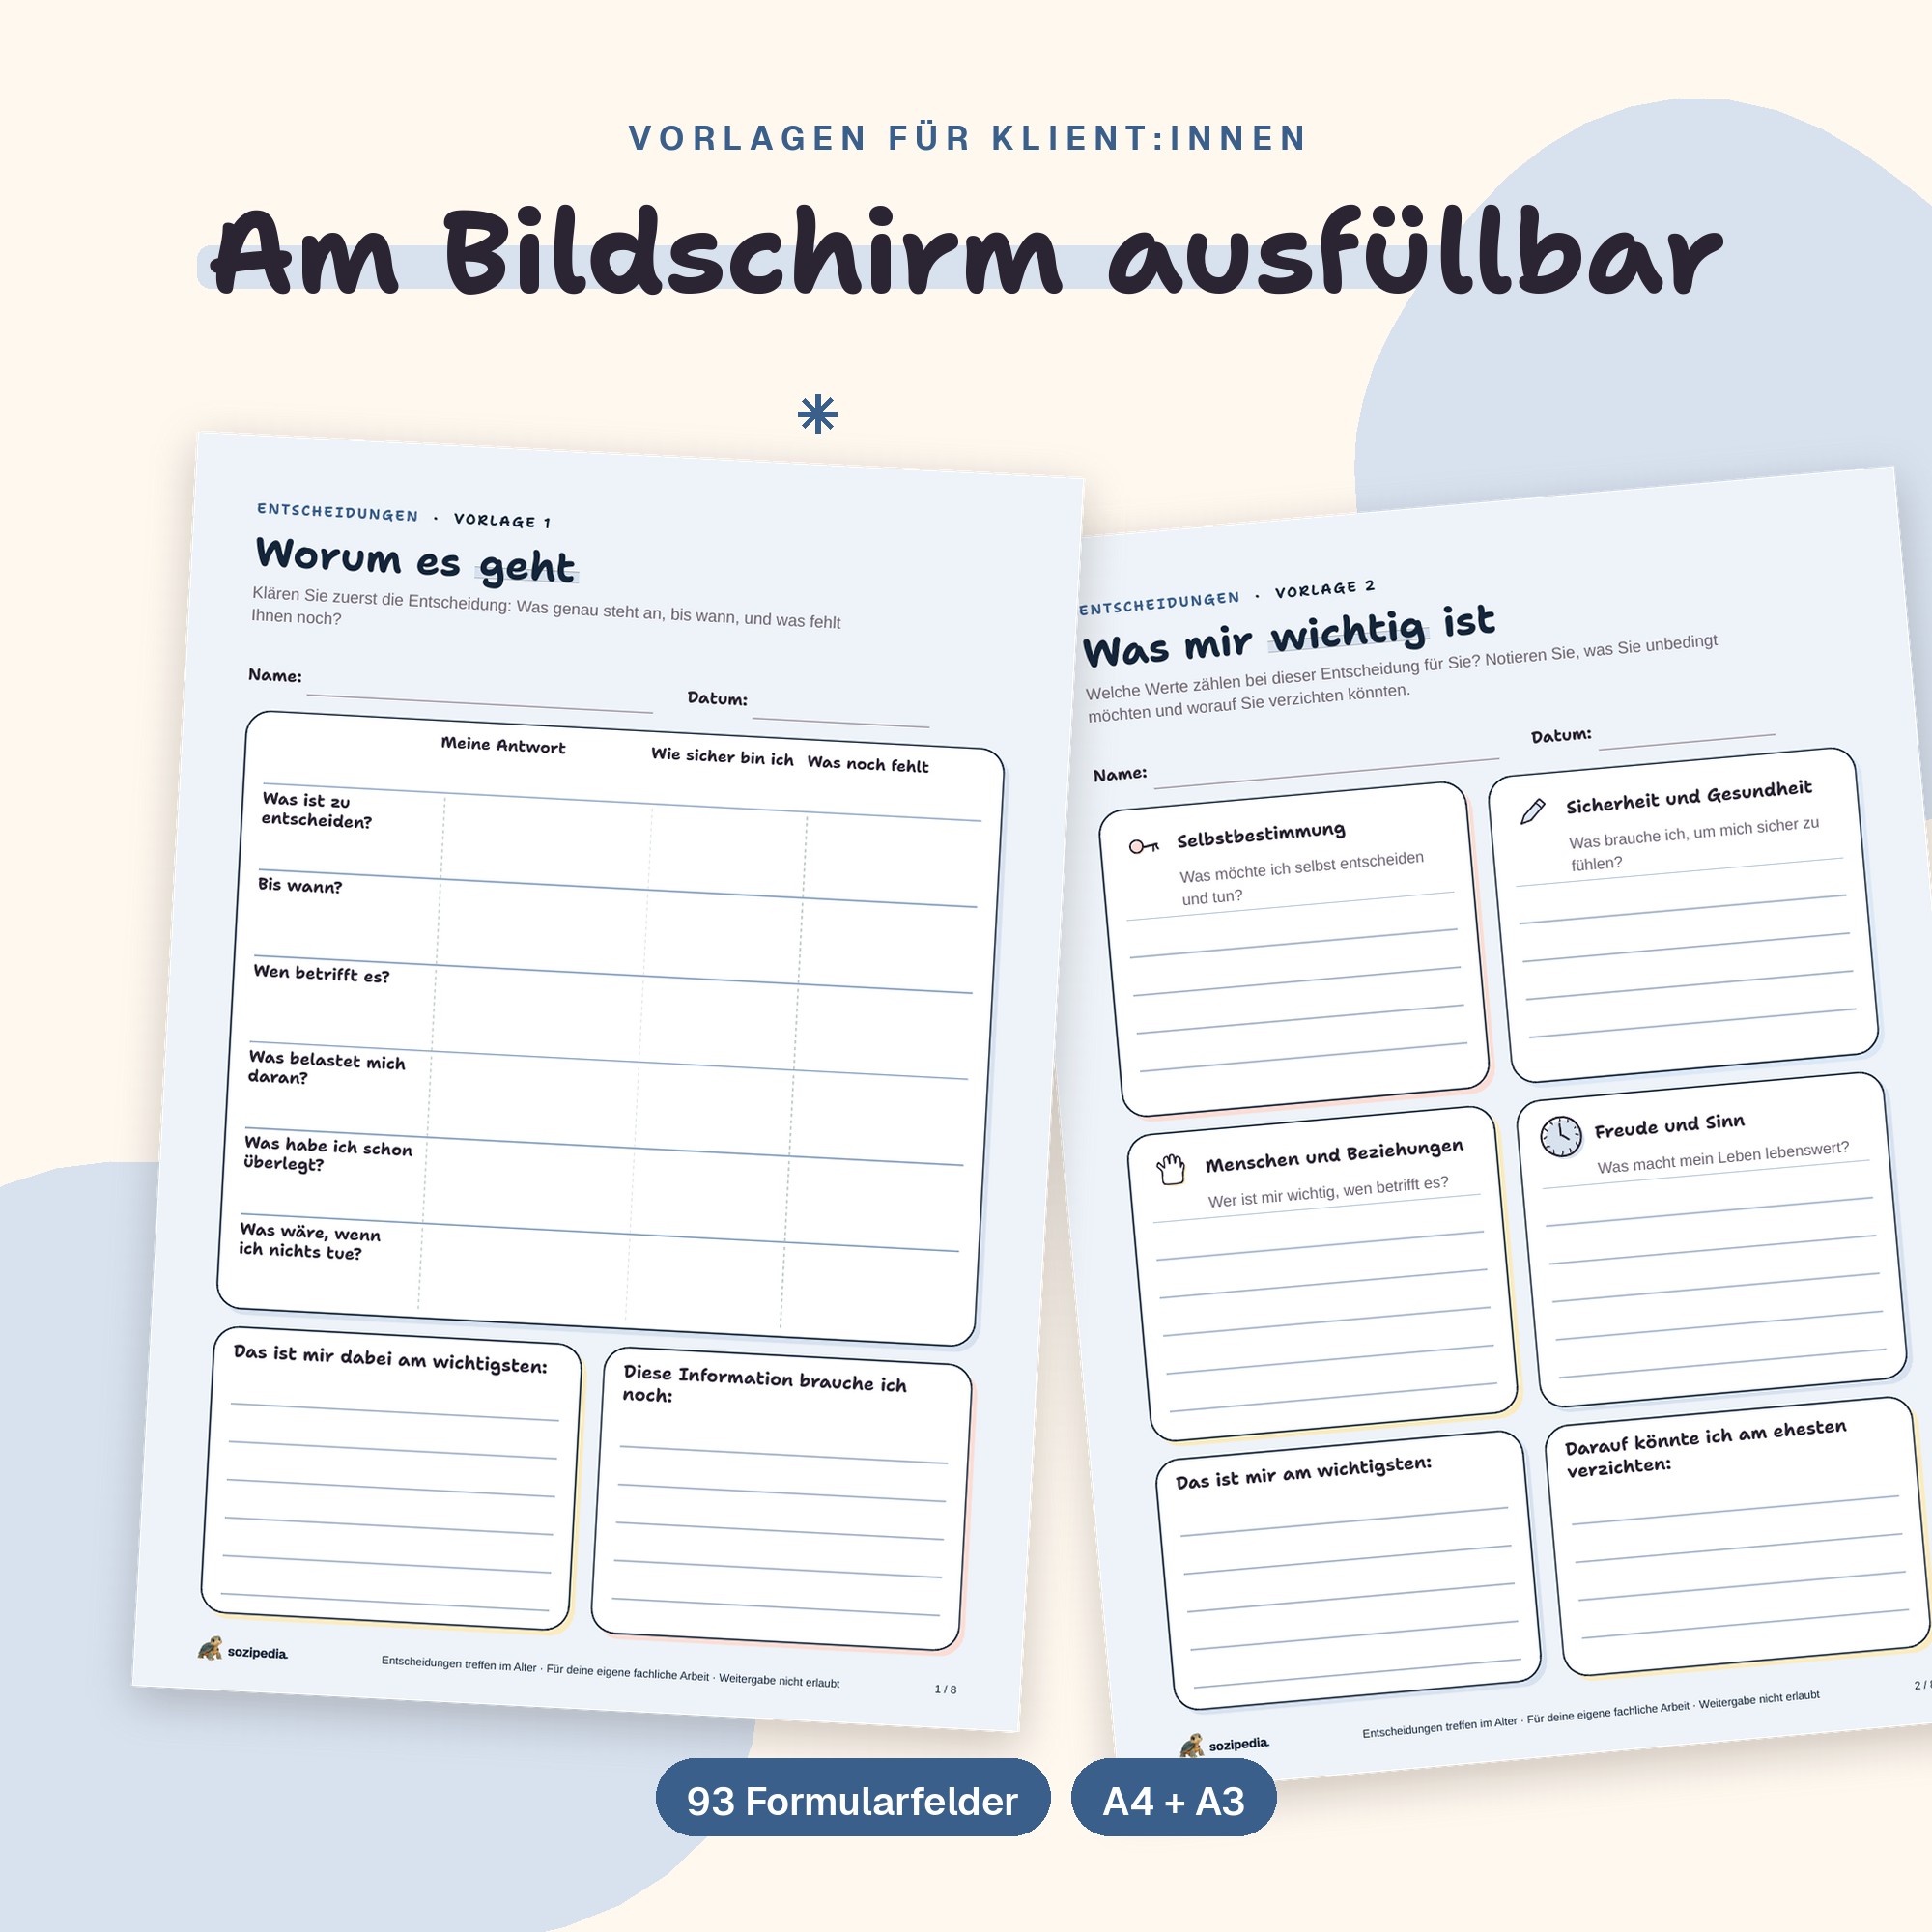 VORLAGEN FÜR KLIENT:INNEN
Am Bildschirm ausfüllbar
ENTSCHEIDUNGEN · VORLAGE 1
Worum es geht
Klären Sie zuerst die Entscheidung: Was genau steht an, bis wann, und was fehlt
Ihnen noch?
Name:
Datum:
Meine Antwort
Wie sicher bin ich
Was noch fehlt
Was ist zu
entscheiden?
Bis wann?
Wen betrifft es?
Was belastet mich
daran?
Was habe ich schon
überlegt?
Was wäre, wenn
ich nichts tue?
Das ist mir dabei am wichtigsten:
Diese Information brauche ich
noch:
sozipedia.
Entscheidungen treffen im Alter · Für deine eigene fachliche Arbeit · Weitergabe nicht erlaubt
1 / 8
ENTSCHEIDUNGEN · VORLAGE 2
Was mir wichtig ist
Welche Werte zählen bei dieser Entscheidung für Sie? Notieren Sie, was Sie unbedingt
möchten und worauf Sie verzichten könnten.
Name:
Datum:
Selbstbestimmung
Was möchte ich selbst entscheiden
und tun?
Sicherheit und Gesundheit
Was brauche ich, um mich sicher zu
fühlen?
Menschen und Beziehungen
Wer ist mir wichtig, wen betrifft es?
Freude und Sinn
Was macht mein Leben lebenswert?
Das ist mir am wichtigsten:
Darauf könnte ich am ehesten
verzichten:
sozipedia.
Entscheidungen treffen im Alter · Für deine eigene fachliche Arbeit · Weitergabe nicht erlaubt
2 / 8
93 Formularfelder
A4 + A3